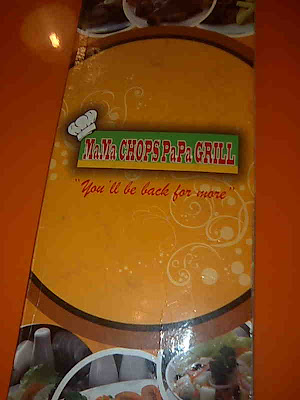 MaMa CHOPS PaPa GRILL
"You'll be back for more"